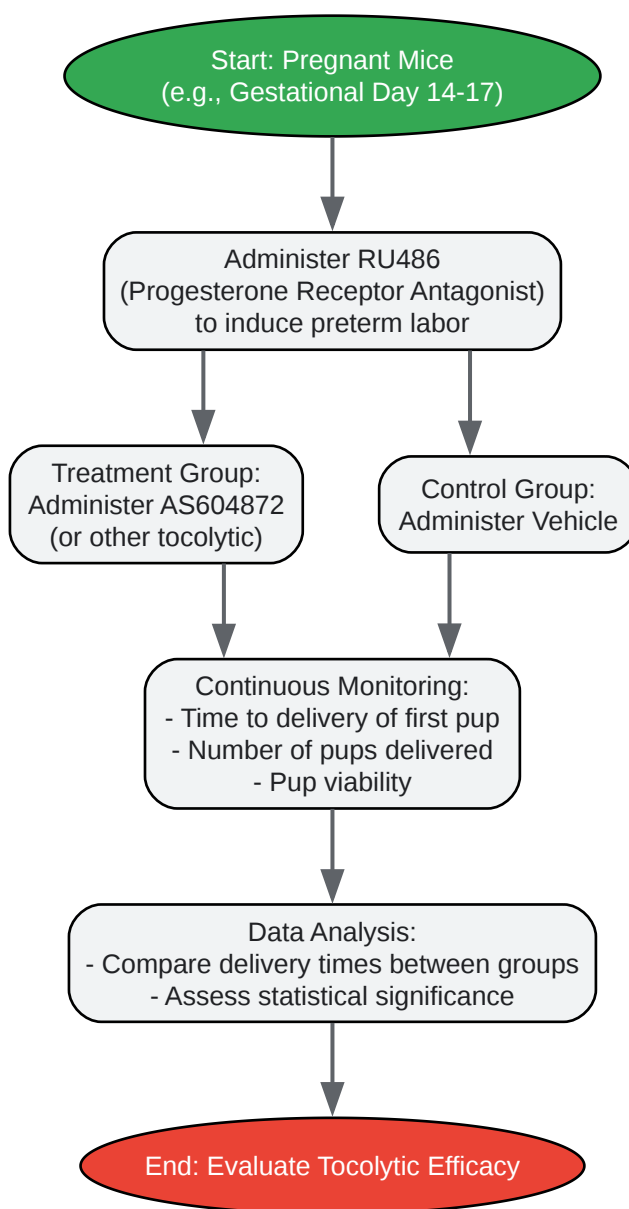 Start: Pregnant Mice
(e.g., Gestational Day 14-17)
Administer RU486
(Progesterone Receptor Antagonist)
to induce preterm labor
Treatment Group:
Administer AS604872
(or other tocolytic)
Control Group:
Administer Vehicle
Continuous Monitoring:
- Time to delivery of first pup
- Number of pups delivered
- Pup viability
Data Analysis:
- Compare delivery times between groups
- Assess statistical significance
End: Evaluate Tocolytic Efficacy